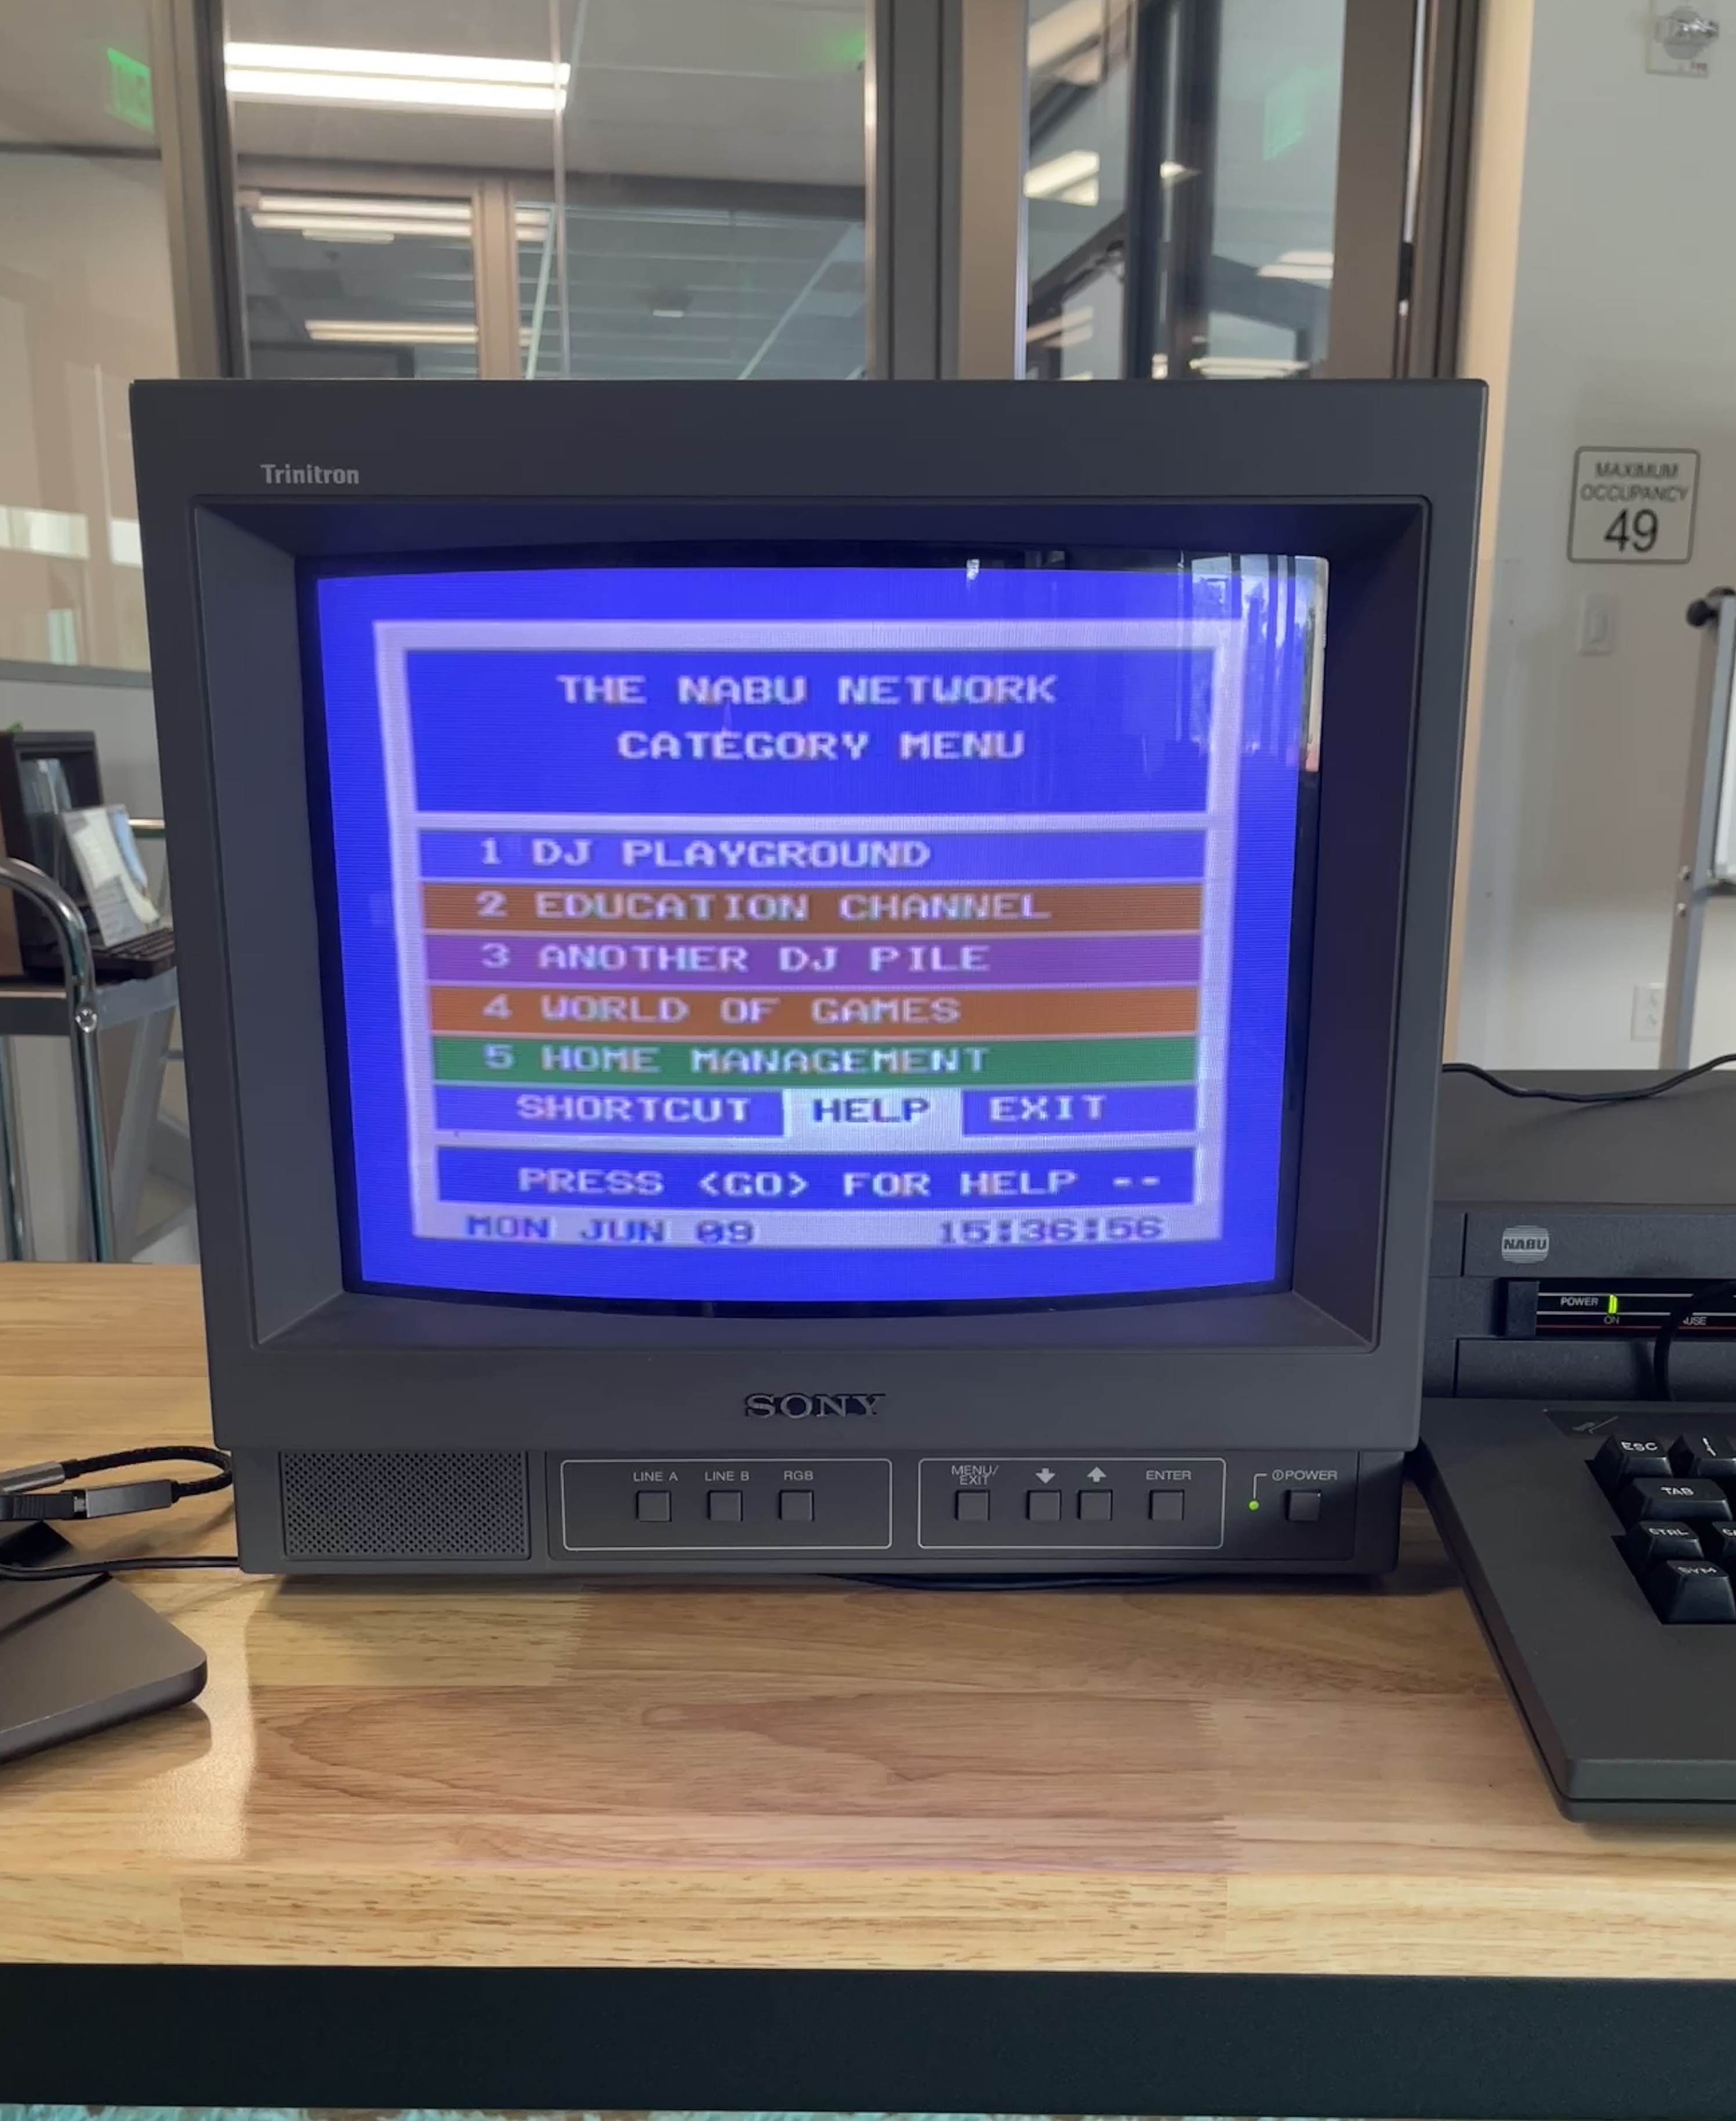 MAXIMUM
OCCUPANCY
49
Trinitron
THE NABU NETWORK
CATEGORY MENU
1 DJ PLAYGROUND
2 EDUCATION CHANNEL
3 ANOTHER DJ PILE
4 WORLD OF GAMES
5 HOME MANAGEMENT
SHORTCUT HELP EXIT
PRESS <GO> FOR HELP --
MON JUN 09 15:36:56
NABU
POWER
ON
SONY
LINE A LINE B RGB MENU/EXIT ENTER POWER
ESC
TAB
CTRL
SYM